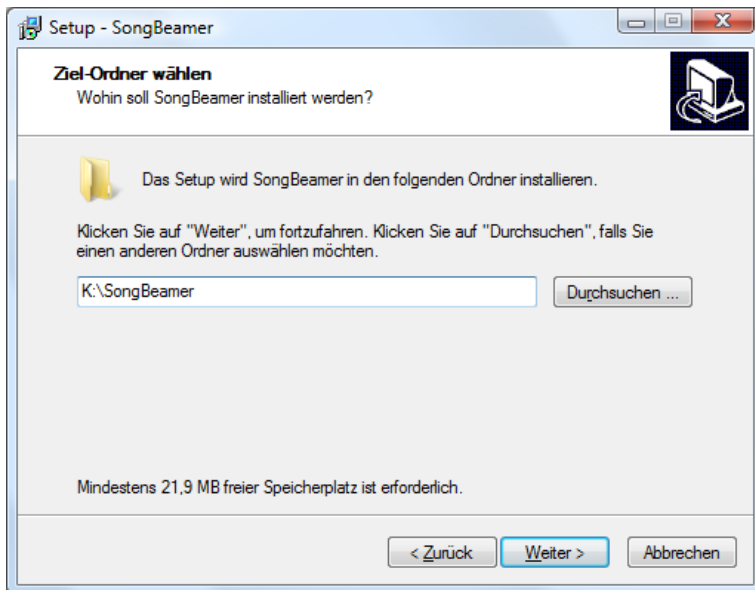 Setup - SongBeamer
Ziel-Ordner wählen
Wohin soll SongBeamer installiert werden?
Das Setup wird SongBeamer in den folgenden Ordner installieren.
Klicken Sie auf "Weiter", um fortzufahren. Klicken Sie auf "Durchsuchen", falls Sie
einen anderen Ordner auswählen möchten.
K:\SongBeamer
Durchsuchen ...
Mindestens 21,9 MB freier Speicherplatz ist erforderlich.
< Zurück
Weiter >
Abbrechen